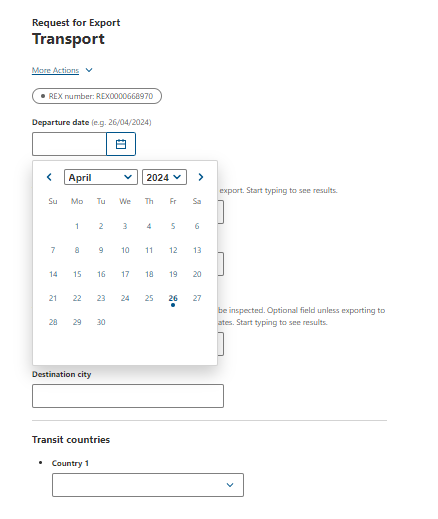 Request for Export
Transport
More Actions
REX number: REX0000668970
Departure date (e.g. 26/04/2024)
April 2024
Su Mo Tu We Th Fr Sa
1 2 3 4 5 6
7 8 9 10 11 12 13
14 15 16 17 18 19 20
21 22 23 24 25 26 27
28 29 30
export. Start typing to see results.
be inspected. Optional field unless exporting to
ates. Start typing to see results.
Destination city
Transit countries
Country 1